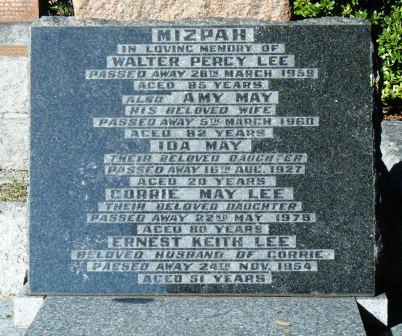 MIZPAH
IN LOVING MEMORY OF
WALTER PERCY LEE
PASSED AWAY 28TH MARCH 1959
AGED 85 YEARS
ALSO AMY MAY
HIS BELOVED WIFE
PASSED AWAY 5TH MARCH 1960
AGED 82 YEARS
IDA MAY
THEIR BELOVED DAUGHTER
PASSED AWAY 16TH AUG. 1927
AGED 20 YEARS
CORRIE MAY LEE
THEIR BELOVED DAUGHTER
PASSED AWAY 22ND MAY 1978
AGED 80 YEARS
ERNEST KEITH LEE
BELOVED HUSBAND OF CORRIE
PASSED AWAY 24TH NOV. 1954
AGED 51 YEARS